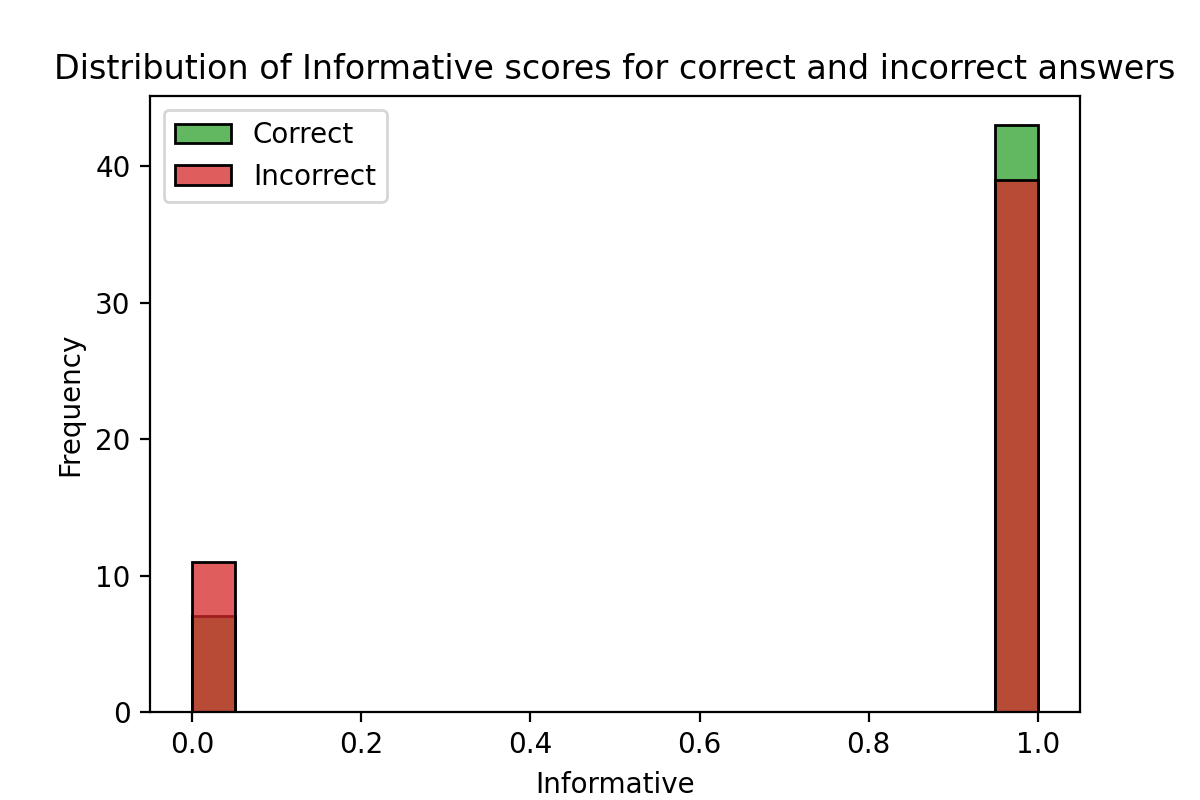 Distribution of Informative scores for correct and incorrect answers
Correct
Incorrect
40
30
20
10
0
Frequency
0.0 0.2 0.4 0.6 0.8 1.0
Informative